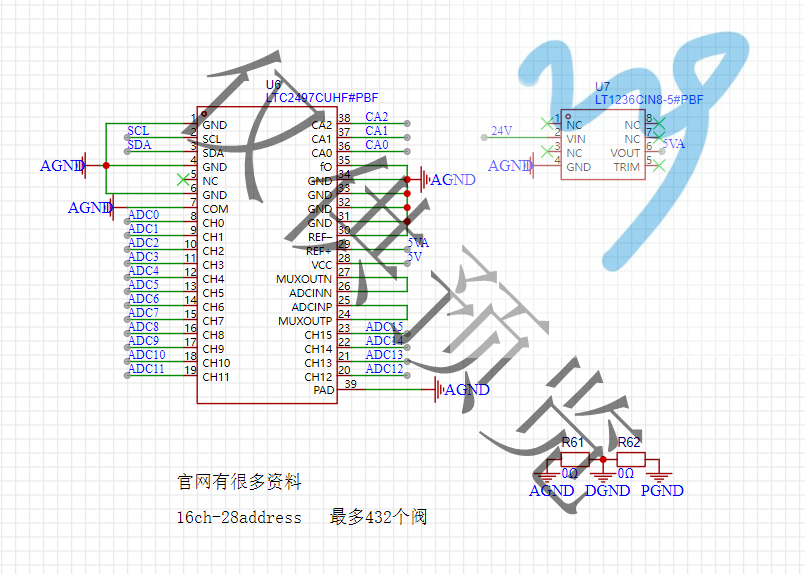 U6
LTC2497CUHF#PBF
1 GND
2 SCL
3 SDA
4 GND
5 NC
6 GND
7 COM
8 CH0
9 CH1
10 CH2
11 CH3
12 CH4
13 CH5
14 CH6
15 CH7
16 CH8
17 CH9
18 CH10
19 CH11
CA2 38
CA1 37
CA0 36
fO 35
GND 34
GND 33
GND 32
GND 31
REF- 30
REF+ 29
VCC 28
MUXOUTN 27
ADCINN 26
ADCINP 25
MUXOUTP 24
CH15 23
CH14 22
CH13 21
CH12 20
PAD 39
SCL
SDA
AGND
AGND
ADC0
ADC1
ADC2
ADC3
ADC4
ADC5
ADC6
ADC7
ADC8
ADC9
ADC10
ADC11
CA2
CA1
CA0
AGND
5VA
5V
ADC15
ADC14
ADC13
ADC12
AGND
U7
LT1236CIN8-5#PBF
1 NC
2 VIN
3 NC
4 GND
NC 8
NC 7
VOUT 6
TRIM 5
24V
AGND
5VA
R61
R62
0Ω
0Ω
AGND
DGND
PGND
官网有很多资料
16ch-28address 最多432个阀
仅供预览